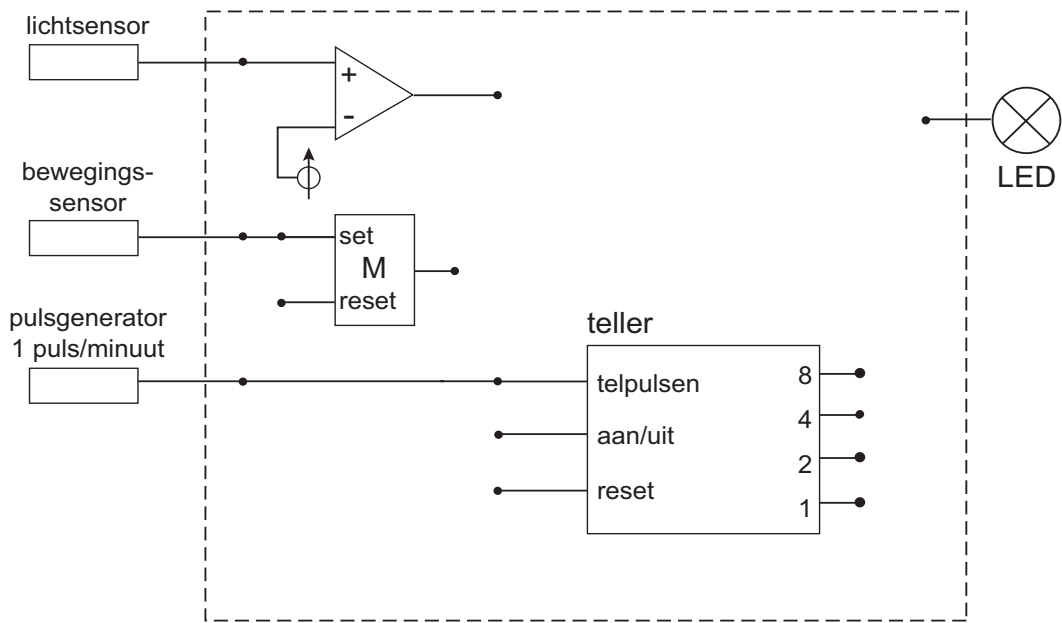 lichtsensor
+
-
bewegings-
sensor
LED
set
M
reset
pulsgenerator
1 puls/minuut
teller
telpulsen
aan/uit
reset
8
4
2
1